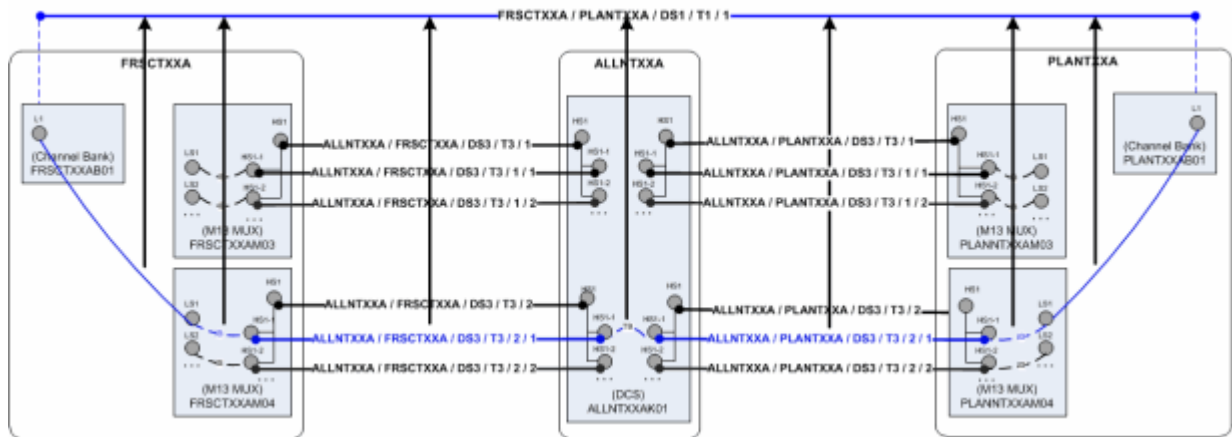 FRSCTXXA / PLANTXXA / DS1 / T1 / 1
FRSCTXXA
ALLNTXXA
PLANTXXA
L1
(Channel Bank)
FRSCTXXAB01
HS1
LS1
HS1-1
LS2
HS1-2
...
...
(M13 MUX)
FRSCTXXAM03
ALLNTXXA / FRSCTXXA / DS3 / T3 / 1
ALLNTXXA / FRSCTXXA / DS3 / T3 / 1 / 1
ALLNTXXA / FRSCTXXA / DS3 / T3 / 1 / 2
HS1
HS1
HS1-1
HS1-1
HS1-2
HS1-2
...
...
ALLNTXXA / PLANTXXA / DS3 / T3 / 1
ALLNTXXA / PLANTXXA / DS3 / T3 / 1 / 1
ALLNTXXA / PLANTXXA / DS3 / T3 / 1 / 2
HS1
HS1-1
LS1
HS1-2
LS2
...
...
(M13 MUX)
PLANNTXXAM03
L1
(Channel Bank)
PLANTXXAB01
HS1
LS1
HS1-1
LS2
HS1-2
...
...
(M13 MUX)
FRSCTXXAM04
ALLNTXXA / FRSCTXXA / DS3 / T3 / 2
ALLNTXXA / FRSCTXXA / DS3 / T3 / 2 / 1
ALLNTXXA / FRSCTXXA / DS3 / T3 / 2 / 2
HS1
HS1
HS1-1
HS1-1
HS1-2
HS1-2
...
...
(DCS)
ALLNTXXAK01
ALLNTXXA / PLANTXXA / DS3 / T3 / 2
ALLNTXXA / PLANTXXA / DS3 / T3 / 2 / 1
ALLNTXXA / PLANTXXA / DS3 / T3 / 2 / 2
HS1
LS1
HS1-1
LS2
HS1-2
...
...
(M13 MUX)
PLANNTXXAM04